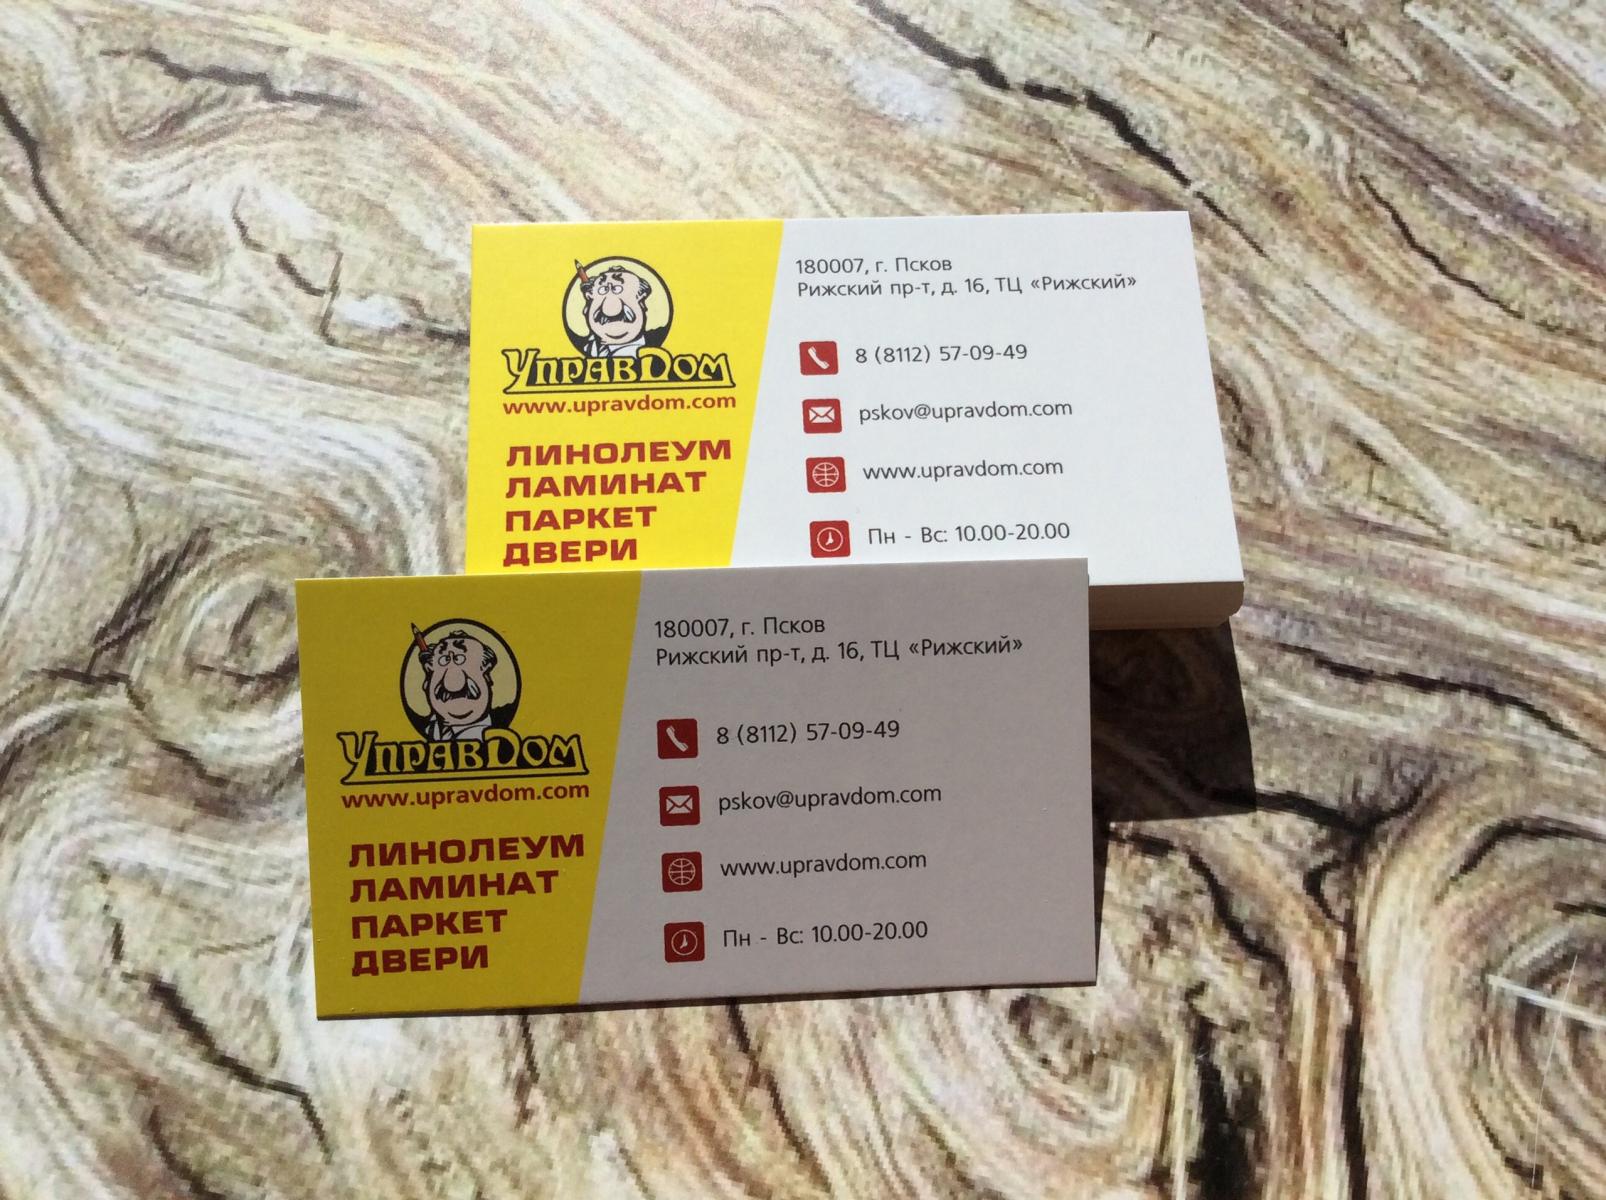 УПРАВДОМ
www.upravdom.com
ЛИНОЛЕУМ
ЛАМИНАТ
ПАРКЕТ
ДВЕРИ
180007, г. Псков
Рижский пр-т, д. 16, ТЦ «Рижский»
8 (8112) 57-09-49
pskov@upravdom.com
www.upravdom.com
Пн - Вс: 10.00-20.00
УПРАВДОМ
www.upravdom.com
ЛИНОЛЕУМ
ЛАМИНАТ
ПАРКЕТ
ДВЕРИ
180007, г. Псков
Рижский пр-т, д. 16, ТЦ «Рижский»
8 (8112) 57-09-49
pskov@upravdom.com
www.upravdom.com
Пн - Вс: 10.00-20.00